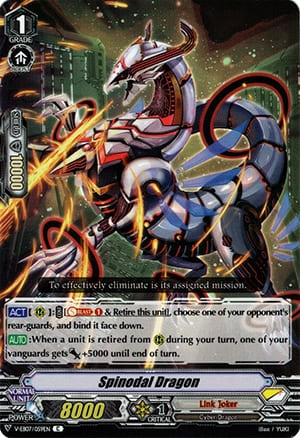 1
GRADE
BOOST
10000
To effectively eliminate is its assigned mission.
ACT [ ]: [ BLAST 1 & Retire this unit], choose one of your opponent's
rear-guards, and bind it face down.
AUTO :When a unit is retired from during your turn, one of your
vanguards gets +5000 until end of turn.
Spinodal Dragon
NORMAL
UNIT
POWER
8000
1
CRITICAL
Link Joker
Cyber Dragon
V-EB07/059EN C
Illust / YUKI